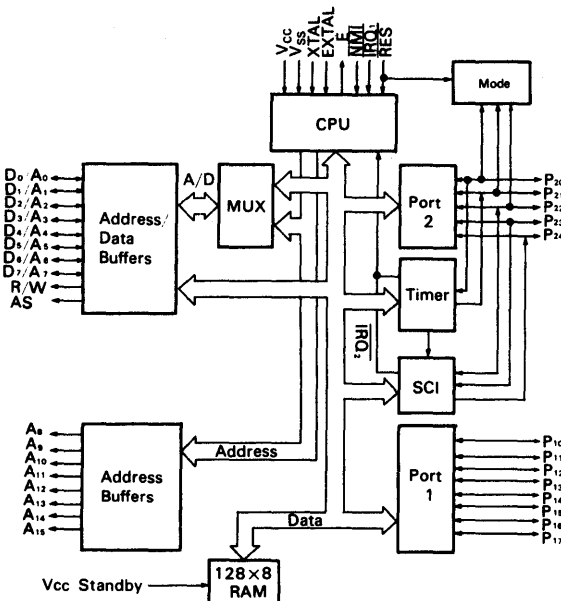 Vcc
Vss
XTAL
EXTAL
E
NMI
IRQ₁
RES
Mode
CPU
D₀/A₀
D₁/A₁
D₂/A₂
D₃/A₃
D₄/A₄
D₅/A₅
D₆/A₆
D₇/A₇
R/W
AS
Address/
Data
Buffers
A/D
MUX
Port
2
P₂₀
P₂₁
P₂₂
P₂₃
P₂₄
Timer
IRQ₂
SCI
A₈
A₉
A₁₀
A₁₁
A₁₂
A₁₃
A₁₄
A₁₅
Address
Buffers
Address
Data
Port
1
P₁₀
P₁₁
P₁₂
P₁₃
P₁₄
P₁₅
P₁₆
P₁₇
Vcc Standby
128×8
RAM